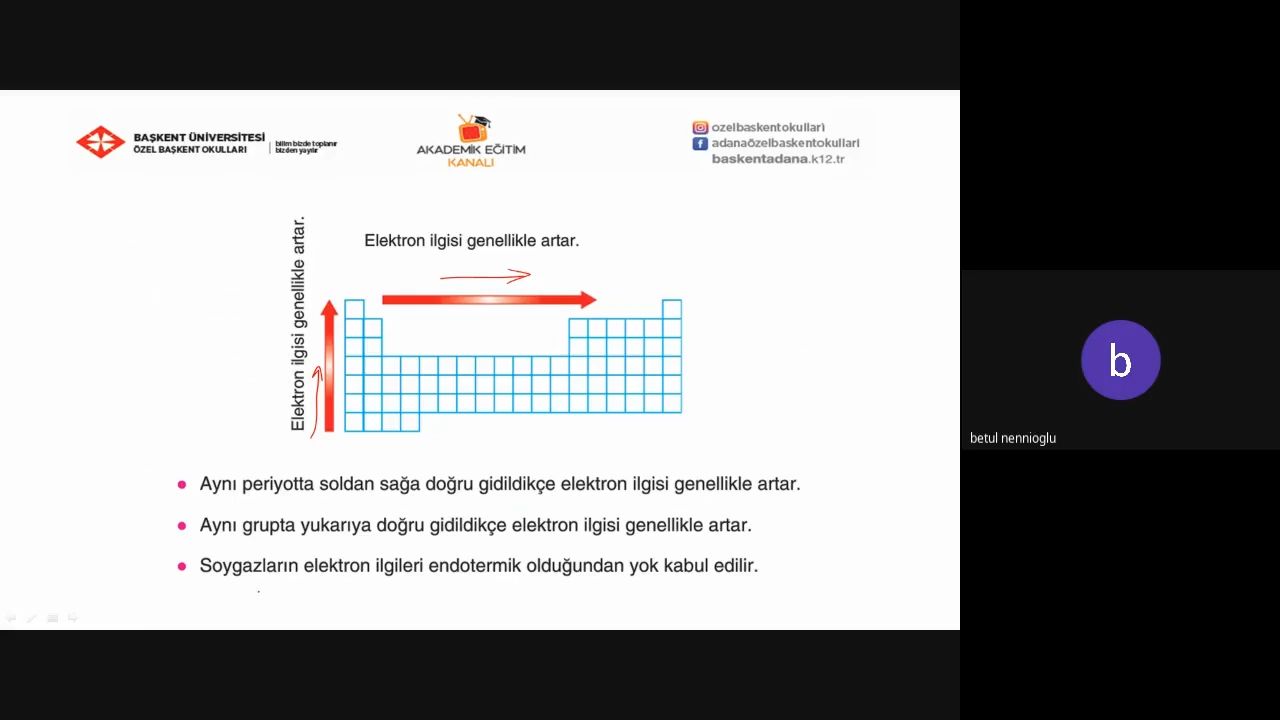 BAŞKENT ÜNİVERSİTESİ
ÖZEL BAŞKENT OKULLARI
bilim bizde toplanır
bizden yayılır
AKADEMİK EĞİTİM
KANALI
ozelbaskentokullari
adanaözelbaskentokullari
baskentadana.k12.tr
Elektron ilgisi genellikle artar.
Elektron ilgisi genellikle artar.
• Aynı periyotta soldan sağa doğru gidildikçe elektron ilgisi genellikle artar.
• Aynı grupta yukarıya doğru gidildikçe elektron ilgisi genellikle artar.
• Soygazların elektron ilgileri endotermik olduğundan yok kabul edilir.
b
betul nennioglu